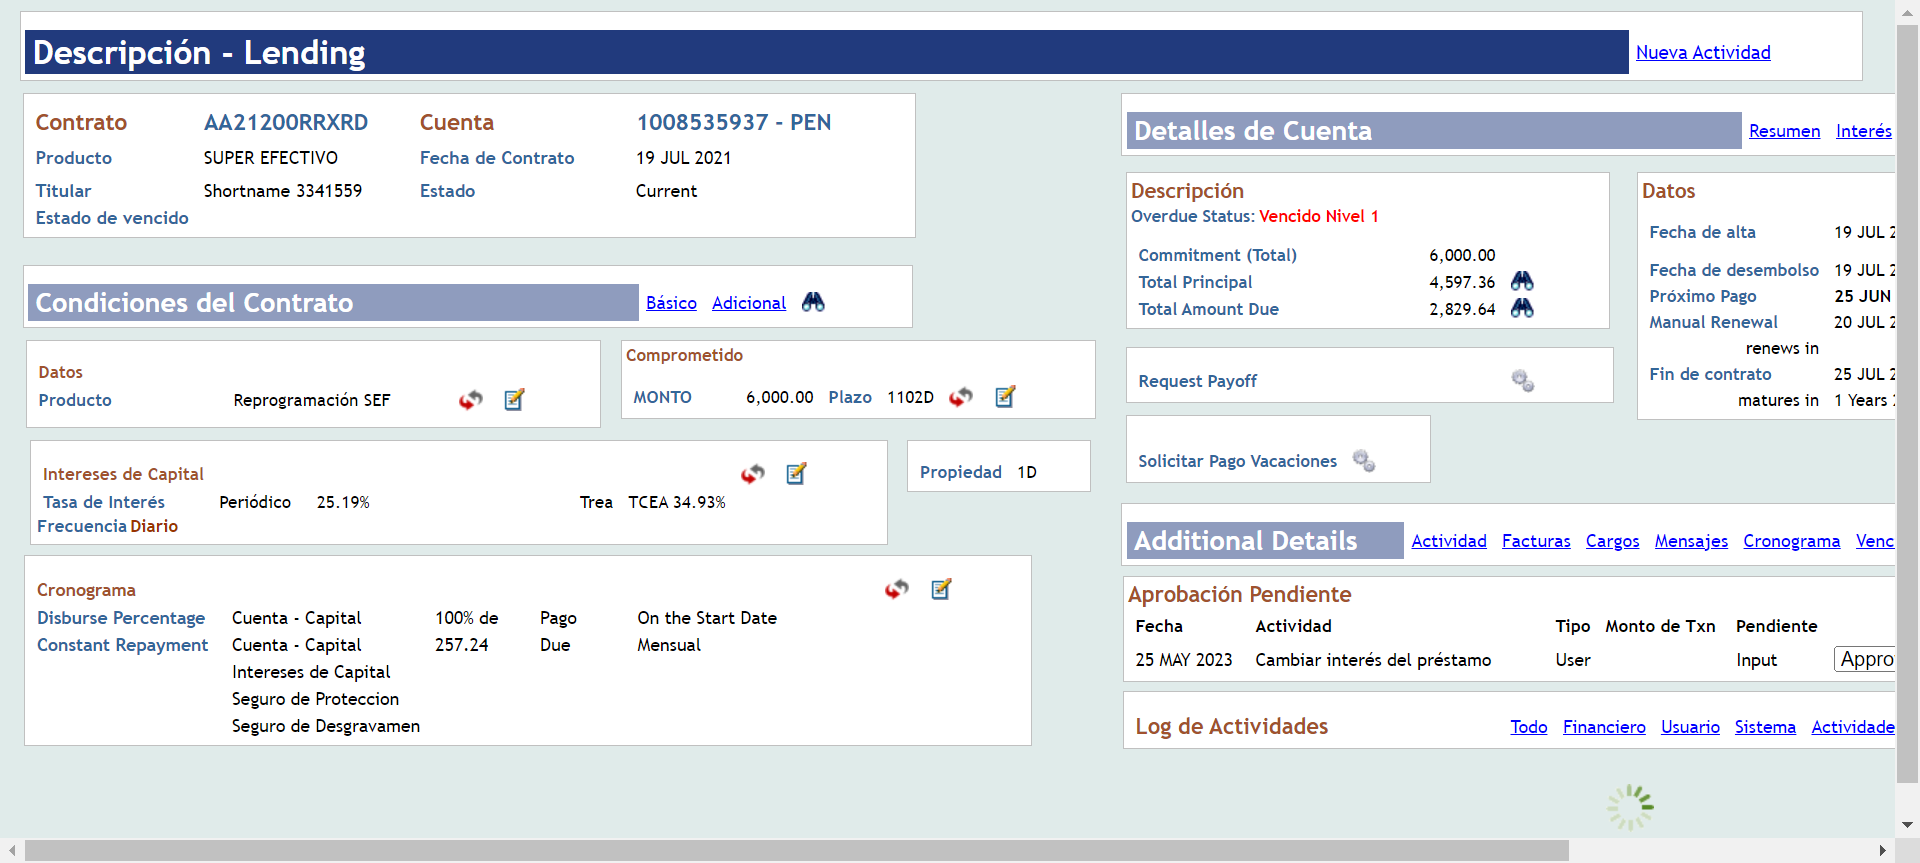 Descripción - Lending
Nueva Actividad
Contrato AA21200RRXRD Cuenta 1008535937 - PEN
Producto SUPER EFECTIVO Fecha de Contrato 19 JUL 2021
Titular Shortname 3341559 Estado Current
Estado de vencido
Condiciones del Contrato Básico Adicional
Datos
Producto Reprogramación SEF
Comprometido
MONTO 6,000.00 Plazo 1102D
Intereses de Capital
Tasa de Interés Periódico 25.19% Trea TCEA 34.93%
Frecuencia Diario
Propiedad 1D
Cronograma
Disburse Percentage Cuenta - Capital 100% de Pago On the Start Date
Constant Repayment Cuenta - Capital 257.24 Due Mensual
Intereses de Capital
Seguro de Proteccion
Seguro de Desgravamen
Detalles de Cuenta Resumen Interés
Descripción
Overdue Status: Vencido Nivel 1
Commitment (Total) 6,000.00
Total Principal 4,597.36
Total Amount Due 2,829.64
Datos
Fecha de alta 19 JUL 2
Fecha de desembolso 19 JUL 2
Próximo Pago 25 JUN
Manual Renewal 20 JUL 2
renews in
Fin de contrato 25 JUL 2
matures in 1 Years
Request Payoff
Solicitar Pago Vacaciones
Additional Details Actividad Facturas Cargos Mensajes Cronograma Venc
Aprobación Pendiente
Fecha Actividad Tipo Monto de Txn Pendiente
25 MAY 2023 Cambiar interés del préstamo User Input Appro
Log de Actividades Todo Financiero Usuario Sistema Actividade